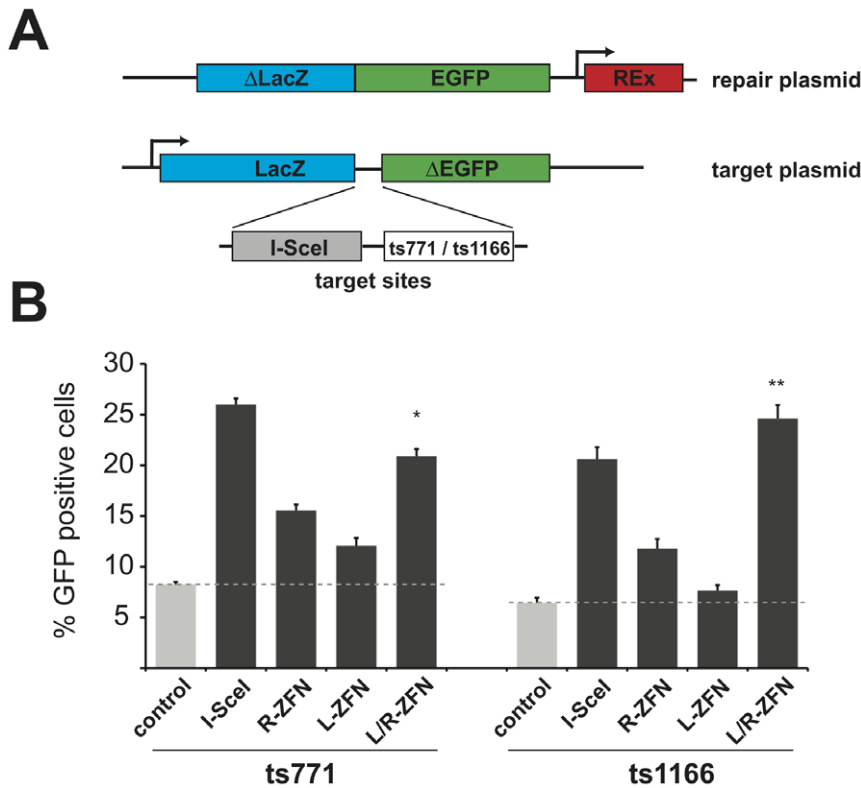 A
ΔLacZ EGFP REx repair plasmid
LacZ ΔEGFP target plasmid
I-SceI ts771 / ts1166
target sites
B
% GFP positive cells
30
25
20
15
10
5
* **
control I-SceI R-ZFN L-ZFN L/R-ZFN control I-SceI R-ZFN L-ZFN L/R-ZFN
ts771 ts1166